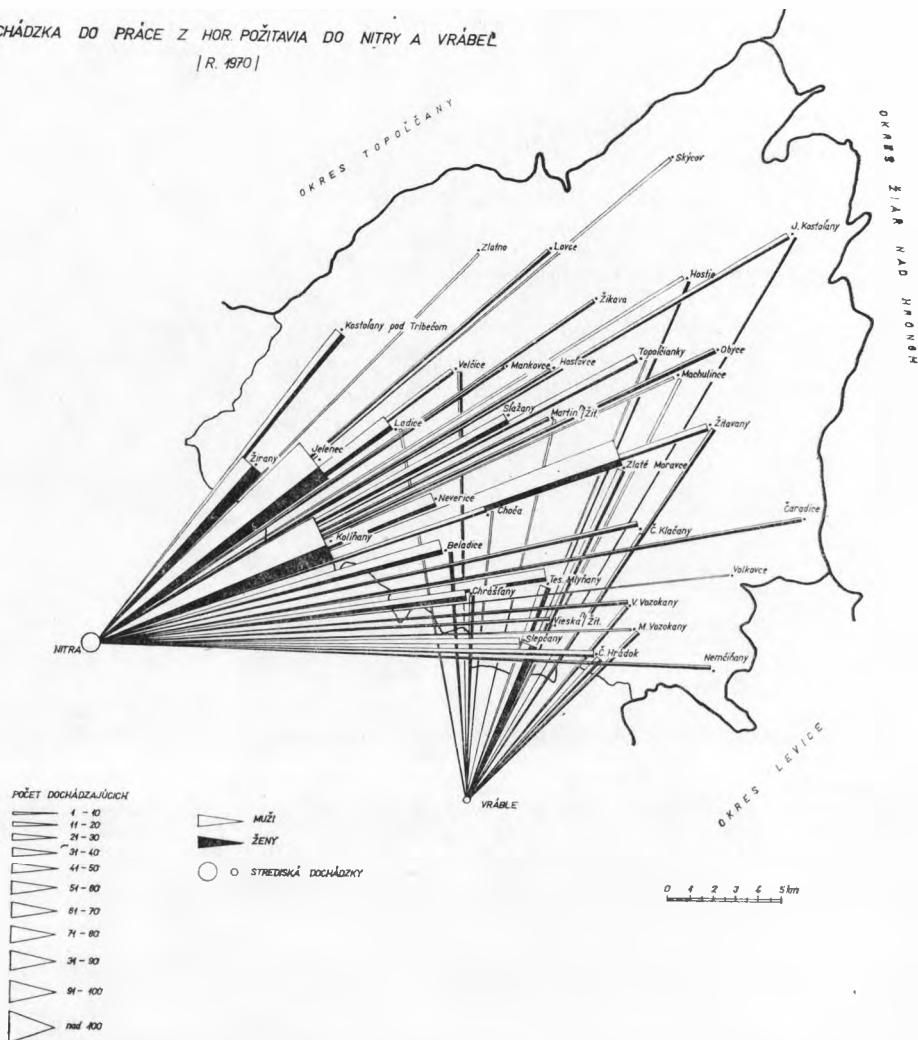 CHÁDZKA DO PRÁCE Z HOR. POŽITAVIA DO NITRY A VRÁBEĽ
| R. 1970 |
OKRES TOPOĽČANY
OKRES ŽIAR NAD HRONOM
Skýcov
J. Kostoľany
Zlatno
Lovce
Hostie
Žikava
Kostoľany pod Tríbečom
Velčice
Mankovce
Hosťovce
Topoľčianky
Obyce
Machulince
Ladice
Slažany
Martin n/Žit.
Žitavany
Jelenec
Žirany
Zlaté Moravce
Neverice
Choča
Čaradice
Kolíňany
Č. Kľačany
Beladice
Tes. Mlyňany
Volkovce
Chrášťany
V. Vozokany
Vieska n/Žit.
M. Vozokany
Slepčany
NITRA
Č. Hrádok
Nemčiňany
OKRES LEVICE
VRÁBLE
POČET DOCHÁDZAJÚCICH
1 - 10
11 - 20
21 - 30
31 - 40
41 - 50
51 - 60
61 - 70
71 - 80
31 - 90
91 - 100
nad 100
MUŽI
ŽENY
STREDISKÁ DOCHÁDZKY
0 1 2 3 4 5 km